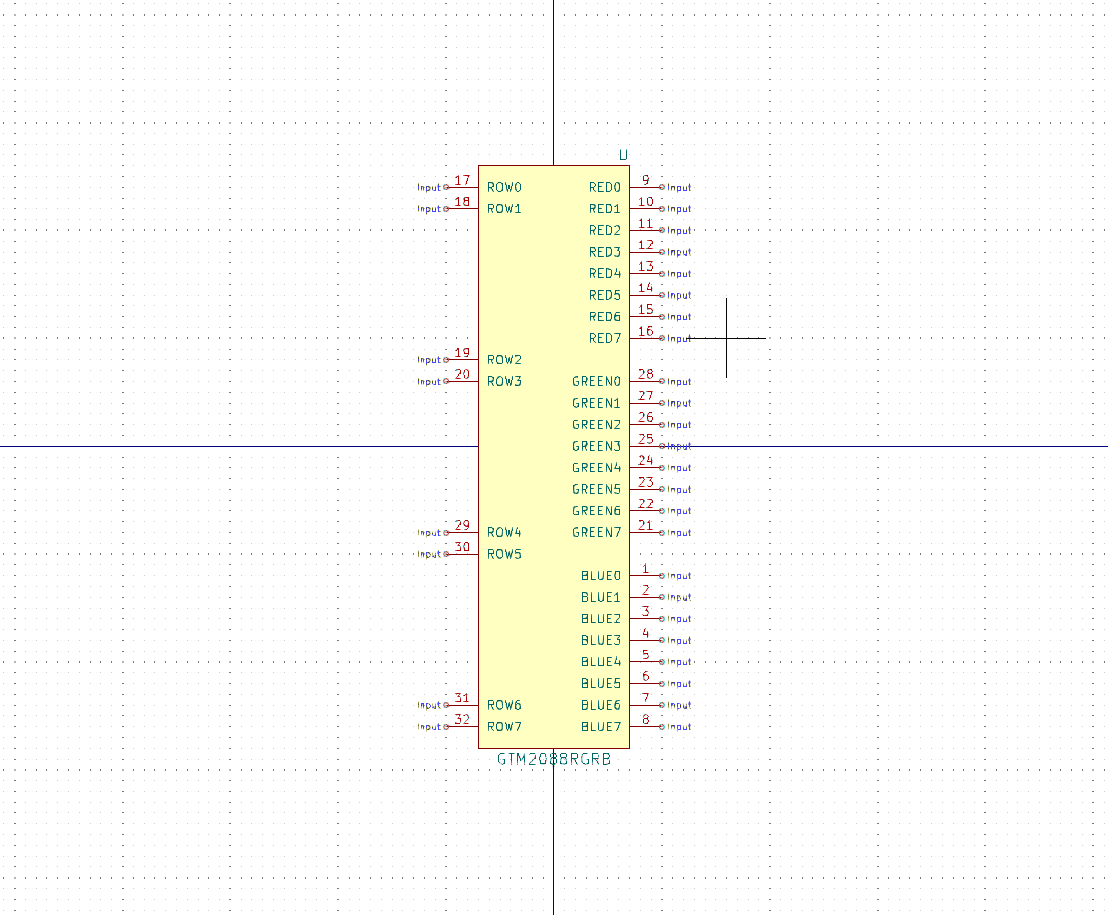 U
Input 17 ROW0 RED0 9 Input
Input 18 ROW1 RED1 10 Input
RED2 11 Input
RED3 12 Input
RED4 13 Input
RED5 14 Input
RED6 15 Input
RED7 16 Input
Input 19 ROW2
Input 20 ROW3 GREEN0 28 Input
GREEN1 27 Input
GREEN2 26 Input
GREEN3 25 Input
GREEN4 24 Input
GREEN5 23 Input
GREEN6 22 Input
Input 29 ROW4 GREEN7 21 Input
Input 30 ROW5
BLUE0 1 Input
BLUE1 2 Input
BLUE2 3 Input
BLUE3 4 Input
BLUE4 5 Input
BLUE5 6 Input
Input 31 ROW6 BLUE6 7 Input
Input 32 ROW7 BLUE7 8 Input
GTM2088RGRB